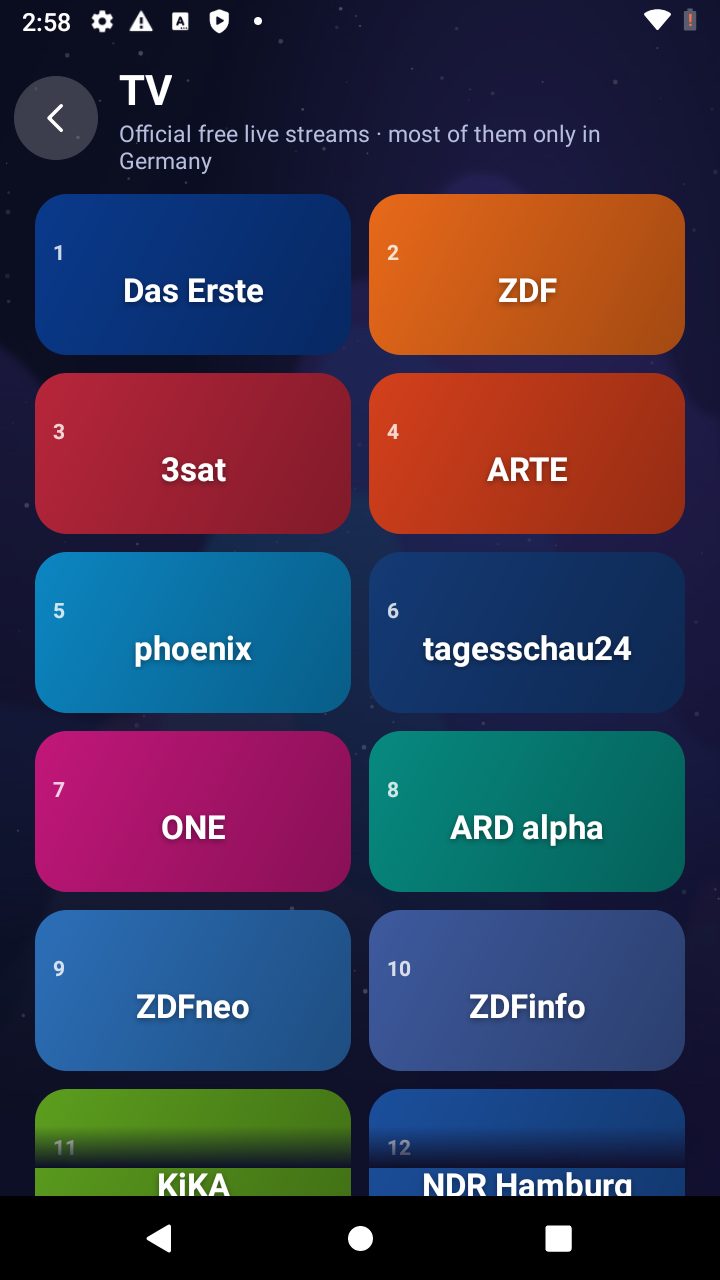 2:58
TV
Official free live streams · most of them only in
Germany
1
Das Erste
2
ZDF
3
3sat
4
ARTE
5
phoenix
6
tagesschau24
7
ONE
8
ARD alpha
9
ZDFneo
10
ZDFinfo
11
KiKA
12
NDR Hamburg